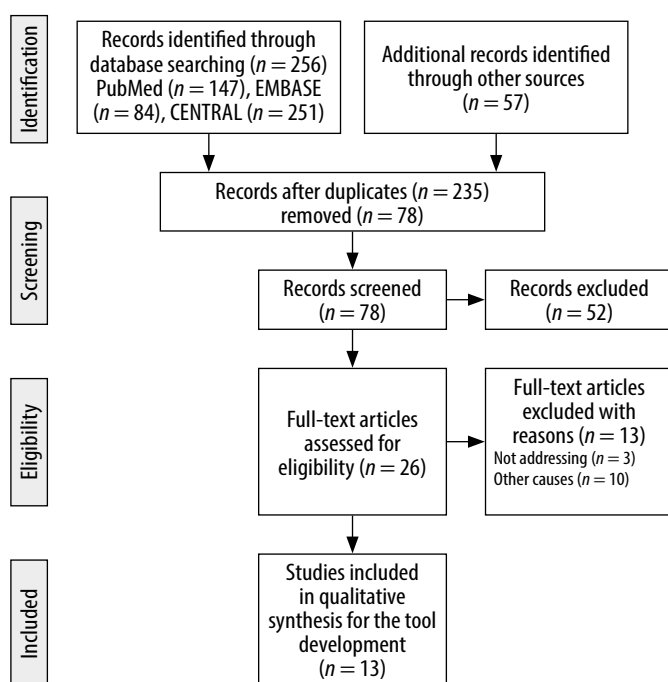 Identification
Records identified through
database searching (n = 256)
PubMed (n = 147), EMBASE
(n = 84), CENTRAL (n = 251)
Additional records identified
through other sources
(n = 57)
Records after duplicates (n = 235)
removed (n = 78)
Screening
Records screened
(n = 78)
Records excluded
(n = 52)
Eligibility
Full-text articles
assessed for
eligibility (n = 26)
Full-text articles
excluded with
reasons (n = 13)
Not addressing (n = 3)
Other causes (n = 10)
Included
Studies included
in qualitative
synthesis for the tool
development
(n = 13)